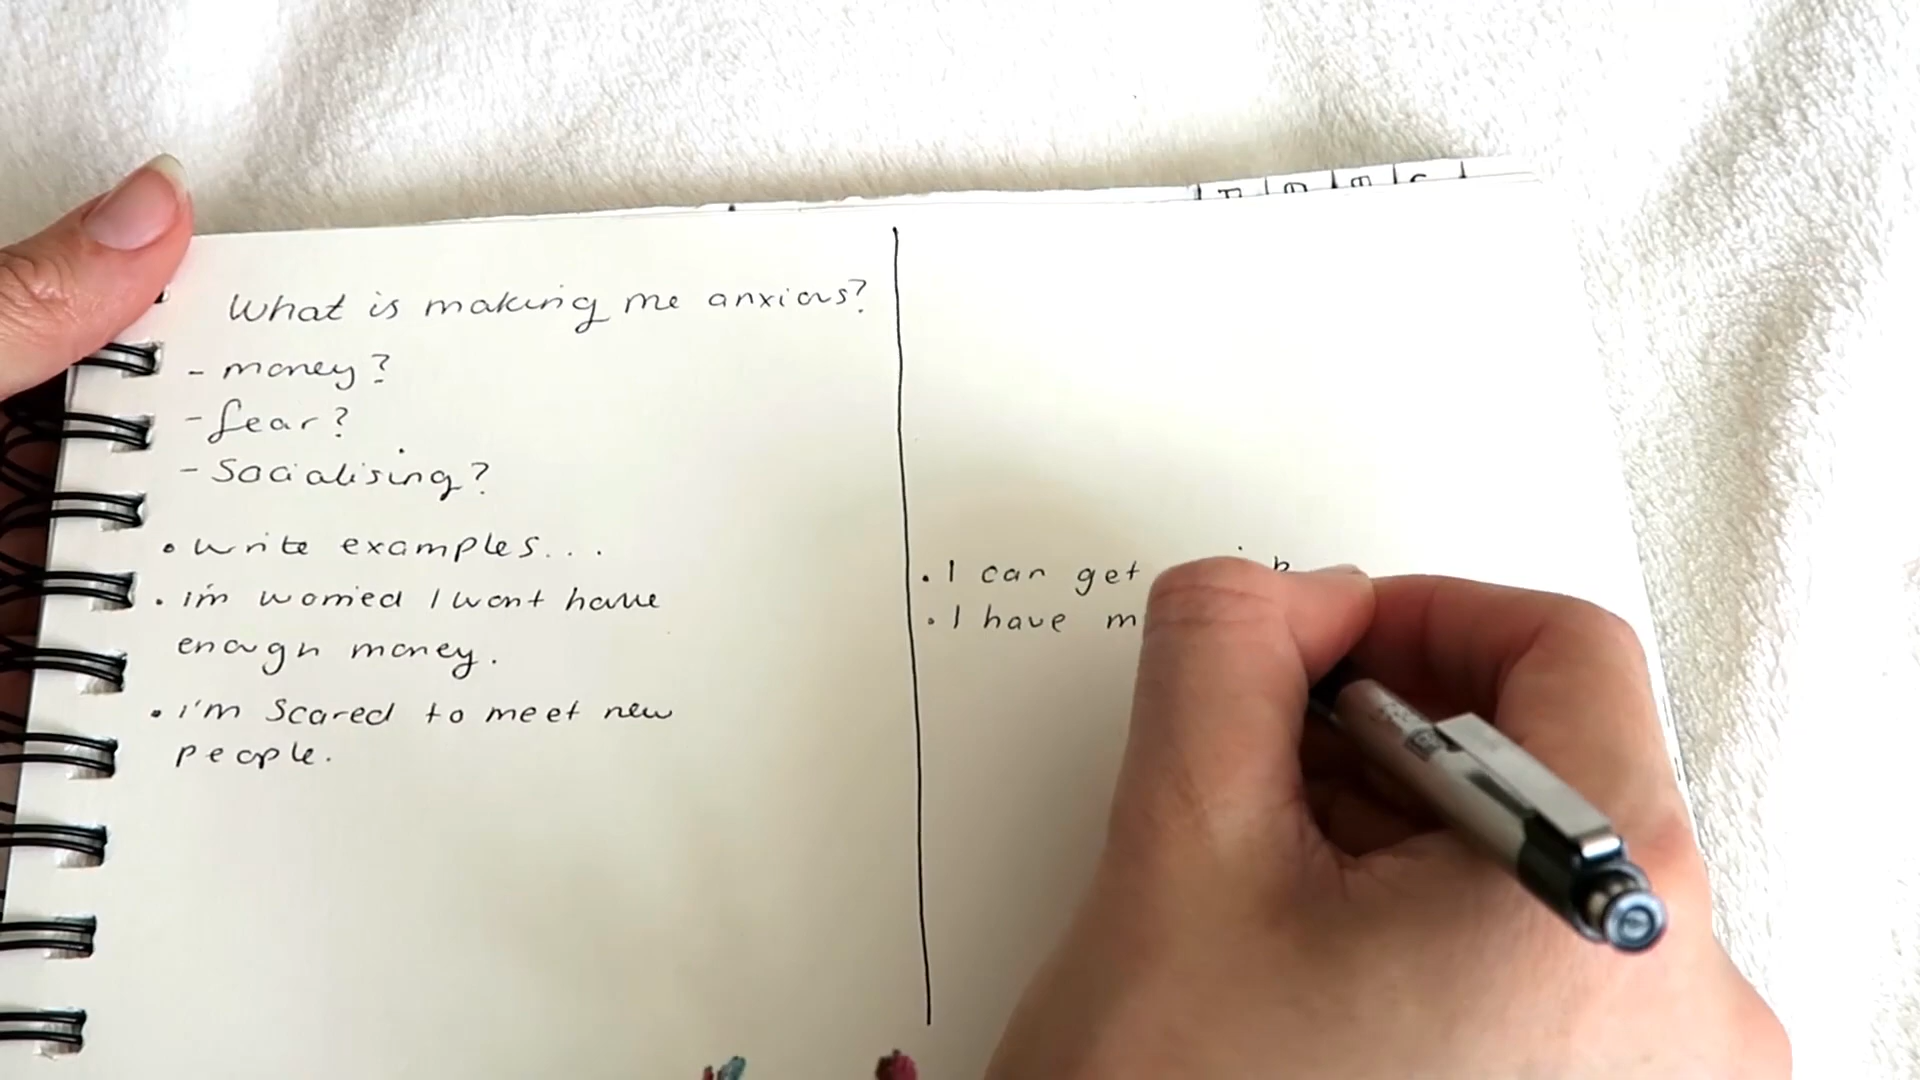 What is making me anxious?
- money?
- fear?
- Socialising?
• write examples...
• i'm worried I wont have
enough money.
• i'm scared to meet new
people.
• I can get
• I have